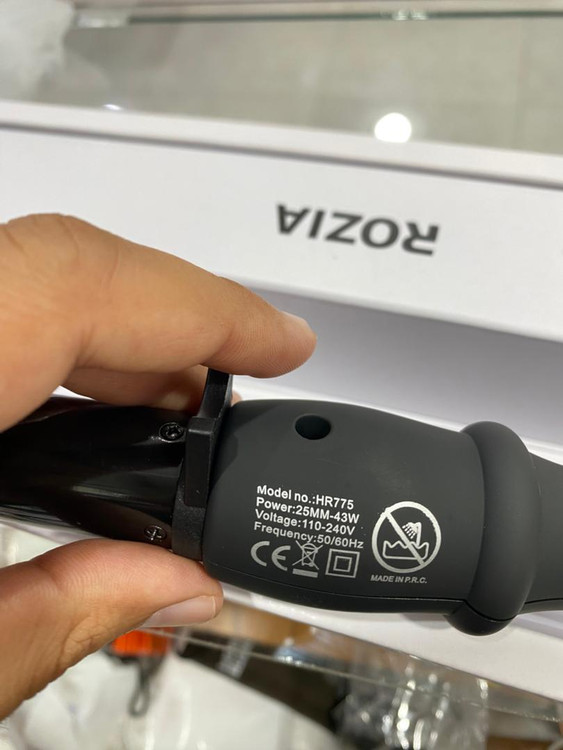 ROZIA
Model no.:HR775
Power:25MM-43W
Voltage:110-240V
Frequency:50/60Hz
CE
MADE IN P.R.C.